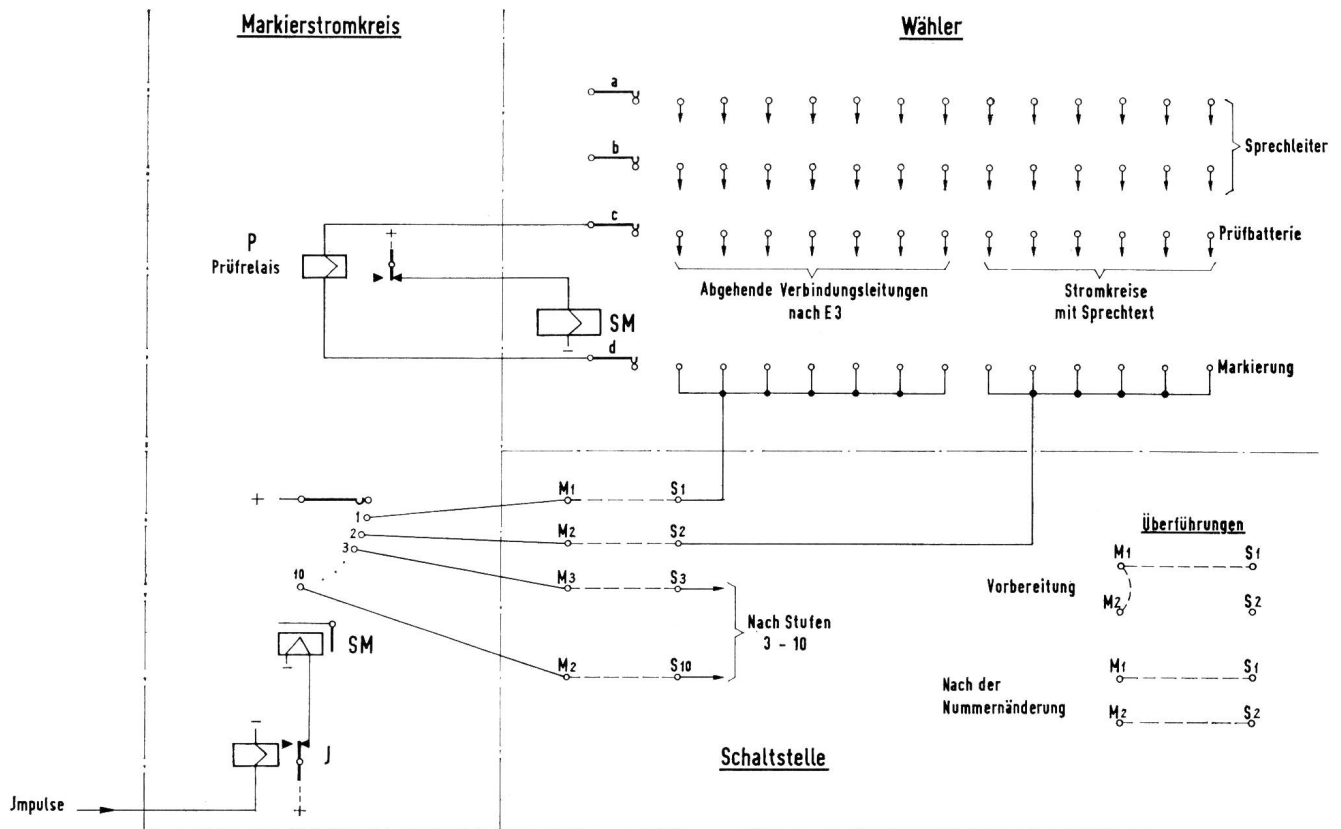 Markierstromkreis
Wähler
a
b
Sprechleiter
c
P
Prüfrelais
+
Prüfbatterie
Abgehende Verbindungsleitungen
nach E3
Stromkreise
mit Sprechtext
SM
–
d
Markierung
+
1
2
3
10
M1
S1
M2
S2
M3
S3
M2
S10
Nach Stufen
3 – 10
Überführungen
M1
S1
Vorbereitung
M2
S2
M1
S1
Nach der
Nummernänderung
M2
S2
SM
–
–
J
Schaltstelle
Jmpulse
+